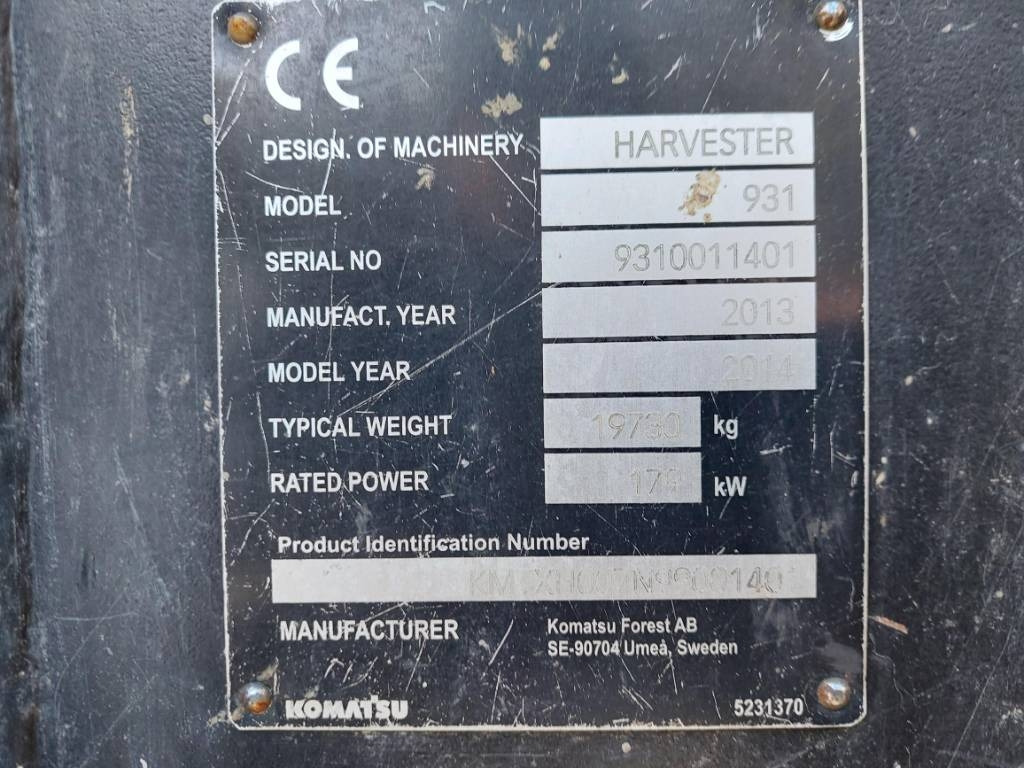 CE
DESIGN. OF MACHINERY HARVESTER
MODEL 931
SERIAL NO 9310011401
MANUFACT. YEAR 2013
MODEL YEAR 2014
TYPICAL WEIGHT 19730 kg
RATED POWER kW
Product Identification Number
MANUFACTURER Komatsu Forest AB
SE-90704 Umeå, Sweden
KOMATSU 5231370